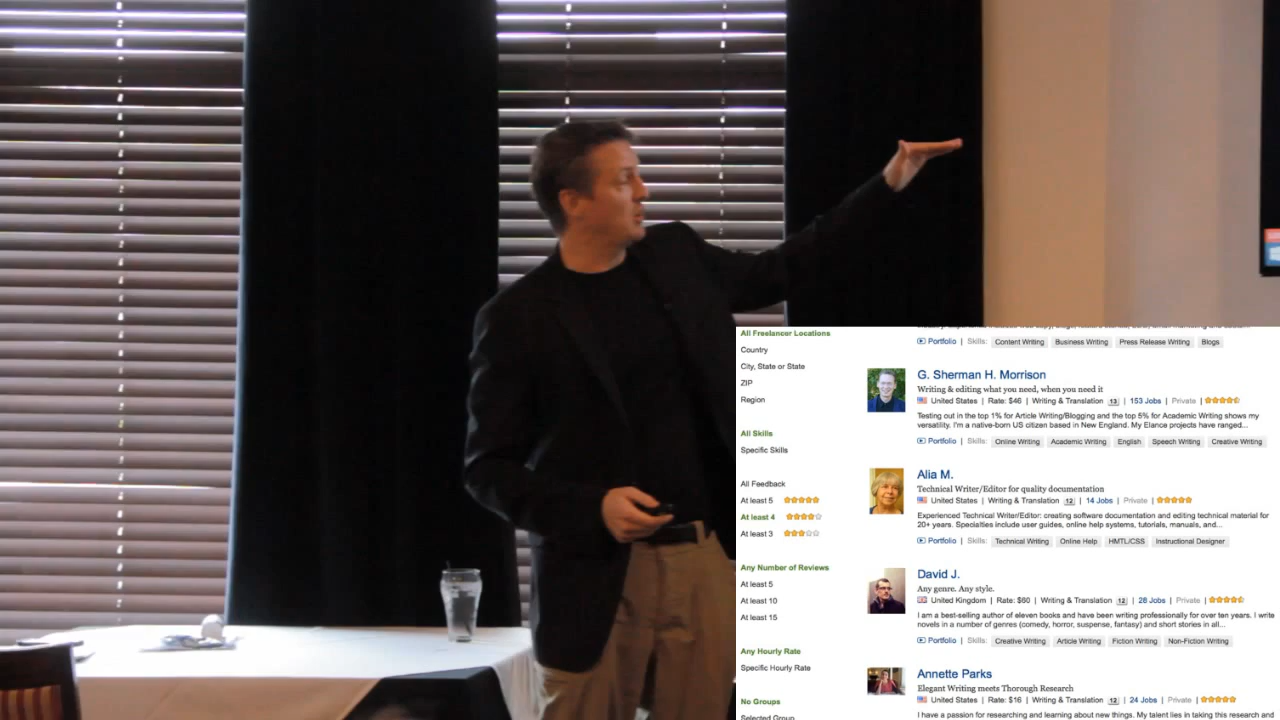 All Freelancer Locations
Country
City, State or State
ZIP
Region
All Skills
Specific Skills
All Feedback
At least 5
At least 4
At least 3
Any Number of Reviews
At least 5
At least 10
At least 15
Any Hourly Rate
Specific Hourly Rate
No Groups
Selected Group
Portfolio | Skills: Content Writing Business Writing Press Release Writing Blogs
G. Sherman H. Morrison
Writing & editing what you need, when you need it
United States | Rate: $46 | Writing & Translation 13 | 153 Jobs | Private |
Testing out in the top 1% for Article Writing/Blogging and the top 5% for Academic Writing shows my
versatility. I'm a native-born US citizen based in New England. My Elance projects have ranged...
Portfolio | Skills: Online Writing Academic Writing English Speech Writing Creative Writing
Alia M.
Technical Writer/Editor for quality documentation
United States | Writing & Translation 12 | 14 Jobs | Private |
Experienced Technical Writer/Editor: creating software documentation and editing technical material for
20+ years. Specialties include user guides, online help systems, tutorials, manuals, and...
Portfolio | Skills: Technical Writing Online Help HMTL/CSS Instructional Designer
David J.
Any genre. Any style.
United Kingdom | Rate: $60 | Writing & Translation 12 | 28 Jobs | Private |
I am a best-selling author of eleven books and have been writing professionally for over ten years. I write
novels in a number of genres (comedy, horror, suspense, fantasy) and short stories in all...
Portfolio | Skills: Creative Writing Article Writing Fiction Writing Non-Fiction Writing
Annette Parks
Elegant Writing meets Thorough Research
United States | Rate: $16 | Writing & Translation 12 | 24 Jobs | Private |
I have a passion for researching and learning about new things. My talent lies in taking this research and